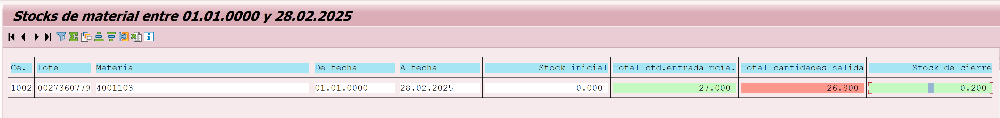 Stocks de material entre 01.01.0000 y 28.02.2025
Ce. Lote Material De fecha A fecha Stock inicial Total ctd.entrada mcía. Total cantidades salida Stock de cierre
1002 0027360779 4001103 01.01.0000 28.02.2025 0.000 27.000 26.800- 0.200